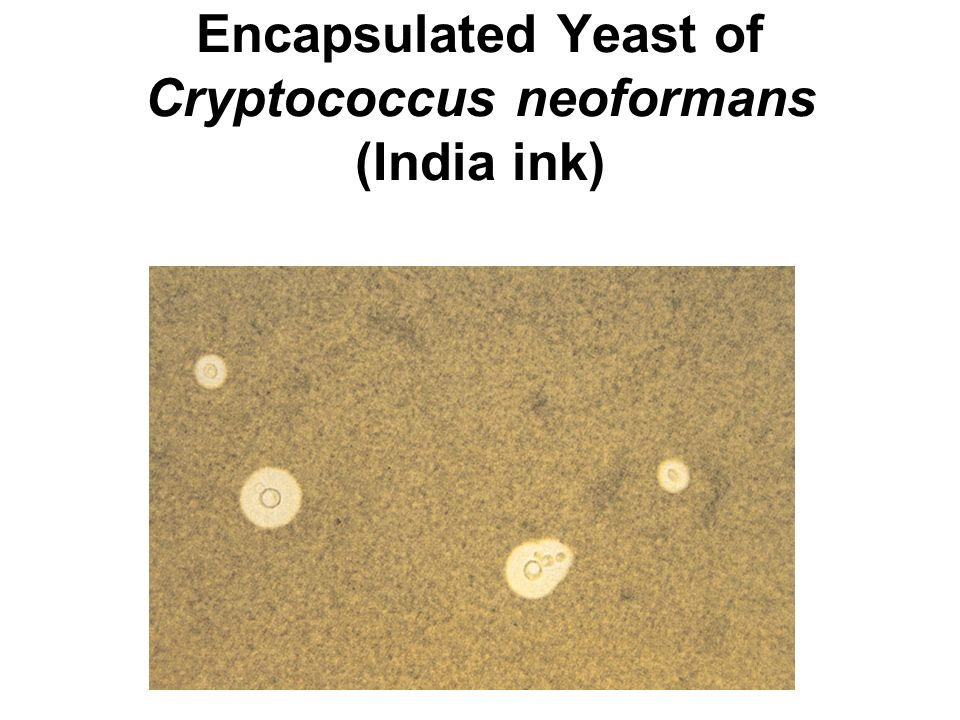 Encapsulated Yeast of
Cryptococcus neoformans
(India ink)